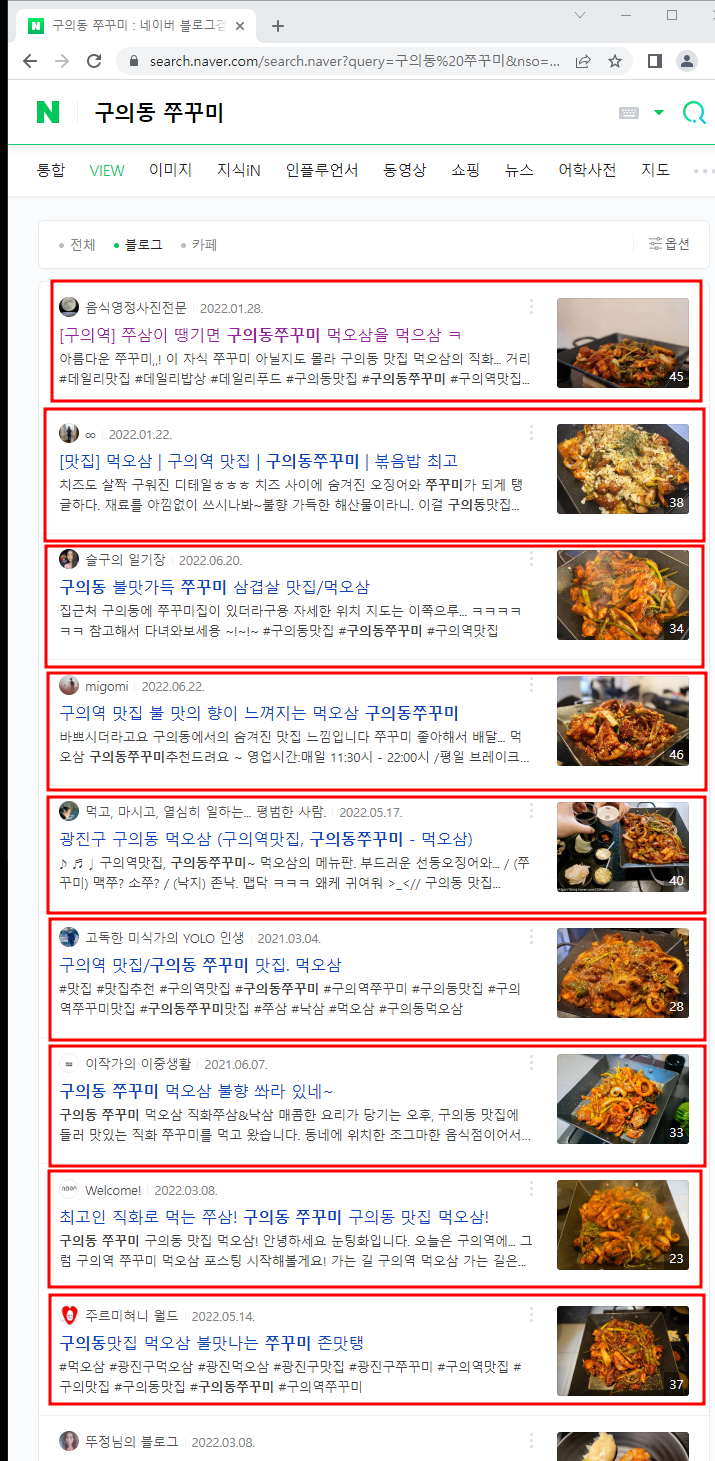 구의동 쭈꾸미 : 네이버 블로그검
search.naver.com/search.naver?query=구의동%20쭈꾸미&nso=...
N 구의동 쭈꾸미
통합 VIEW 이미지 지식iN 인플루언서 동영상 쇼핑 뉴스 어학사전 지도
전체 블로그 카페 옵션
음식영정사진전문 2022.01.28.
[구의역] 쭈삼이 땡기면 구의동쭈꾸미 먹오삼을 먹으삼 ㅋ
아름다운 쭈꾸미,,! 이 자식 쭈꾸미 아닐지도 몰라 구의동 맛집 먹오삼의 직화... 거리
#데일리맛집 #데일리밥상 #데일리푸드 #구의동맛집 #구의동쭈꾸미 #구의역맛집...
45
∞ 2022.01.22.
[맛집] 먹오삼 | 구의역 맛집 | 구의동쭈꾸미 | 볶음밥 최고
치즈도 살짝 구워진 디테일ㅎㅎㅎ 치즈 사이에 숨겨진 오징어와 쭈꾸미가 되게 탱
글하다. 재료를 아낌없이 쓰시나봐~불향 가득한 해산물이라니. 이걸 구의동맛집...
38
슬구의 일기장 2022.06.20.
구의동 불맛가득 쭈꾸미 삼겹살 맛집/먹오삼
집근처 구의동에 쭈꾸미집이 있더라구용 자세한 위치 지도는 이쪽으루... ㅋㅋㅋㅋ
ㅋㅋ 참고해서 다녀와보세용 ~!~!~ #구의동맛집 #구의동쭈꾸미 #구의역맛집
34
migomi 2022.06.22.
구의역 맛집 불 맛의 향이 느껴지는 먹오삼 구의동쭈꾸미
바쁘시더라고요 구의동에서의 숨겨진 맛집 느낌입니다 쭈꾸미 좋아해서 배달... 먹
오삼 구의동쭈꾸미추천드려요 ~ 영업시간:매일 11:30시 - 22:00시 /평일 브레이크...
46
먹고, 마시고, 열심히 일하는... 평범한 사람. 2022.05.17.
광진구 구의동 먹오삼 (구의역맛집, 구의동쭈꾸미 - 먹오삼)
♪ ♬ ♩ 구의역맛집, 구의동쭈꾸미~ 먹오삼의 메뉴판. 부드러운 선동오징어와... / (쭈
꾸미) 맥쭈? 소쭈? / (낙지) 존낙. 맵닥 ㅋㅋㅋ 왜케 귀여워 >_<// 구의동 맛집...
40
고독한 미식가의 YOLO 인생 2021.03.04.
구의역 맛집/구의동 쭈꾸미 맛집. 먹오삼
#맛집 #맛집추천 #구의역맛집 #구의동쭈꾸미 #구의역쭈꾸미 #구의동맛집 #구의
역쭈꾸미맛집 #구의동쭈꾸미맛집 #쭈삼 #낙삼 #먹오삼 #구의동먹오삼
28
이작가의 이중생활 2021.06.07.
구의동 쭈꾸미 먹오삼 불향 쏴라 있네~
구의동 쭈꾸미 먹오삼 직화쭈삼&낙삼 매콤한 요리가 당기는 오후, 구의동 맛집에
들러 맛있는 직화 쭈꾸미를 먹고 왔습니다. 동네에 위치한 조그마한 음식점이어서...
33
noon Welcome! 2022.03.08.
최고인 직화로 먹는 쭈삼! 구의동 쭈꾸미 구의동 맛집 먹오삼!
구의동 쭈꾸미 구의동 맛집 먹오삼! 안녕하세요 눈팅화입니다. 오늘은 구의역에... 그
럼 구의역 쭈꾸미 먹오삼 포스팅 시작해볼게요! 가는 길 구의역 먹오삼 가는 길은...
23
주르미혀니 월드 2022.05.14.
구의동맛집 먹오삼 불맛나는 쭈꾸미 존맛탱
#먹오삼 #광진구먹오삼 #광진먹오삼 #광진구맛집 #광진구쭈꾸미 #구의역맛집 #
구의맛집 #구의동맛집 #구의동쭈꾸미 #구의역쭈꾸미
37
뚜정님의 블로그 2022.03.08.